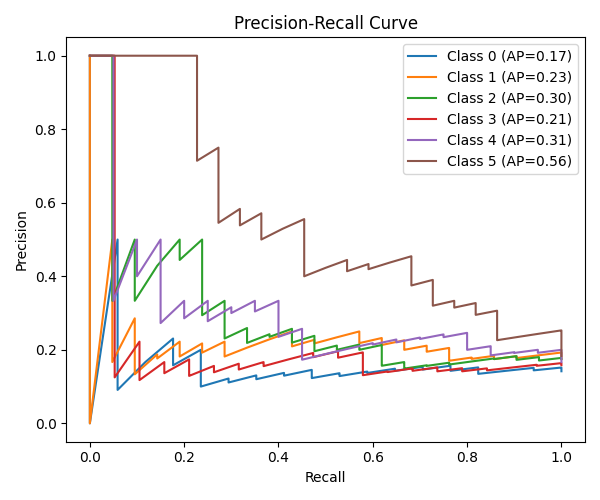 Precision-Recall Curve
Precision
1.0
0.8
0.6
0.4
0.2
0.0
Class 0 (AP=0.17)
Class 1 (AP=0.23)
Class 2 (AP=0.30)
Class 3 (AP=0.21)
Class 4 (AP=0.31)
Class 5 (AP=0.56)
0.0 0.2 0.4 0.6 0.8 1.0
Recall